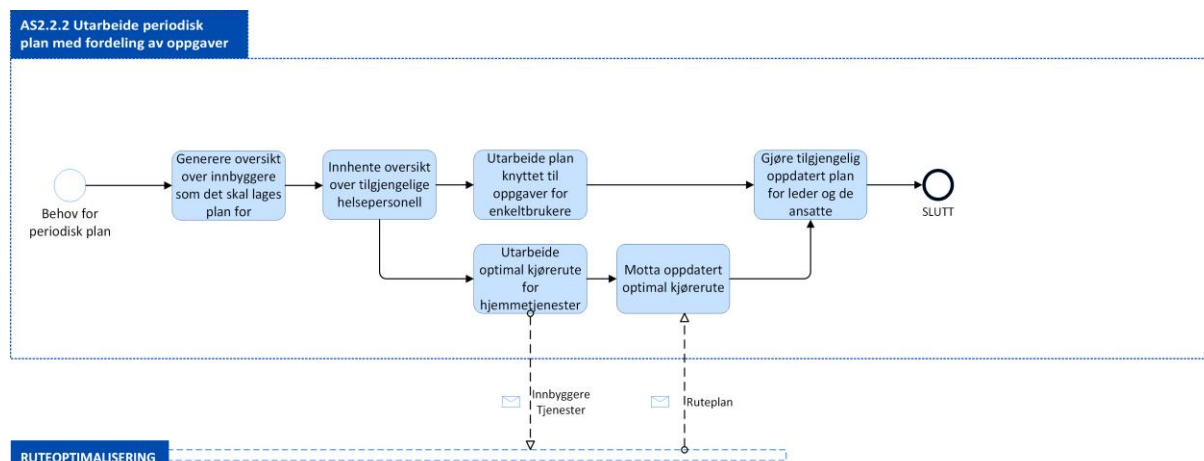 AS2.2.2 Utarbeide periodisk
plan med fordeling av oppgaver
Behov for
periodisk plan
Generere oversikt
over innbyggere
som det skal lages
plan for
Innhente oversikt
over tilgjengelige
helsepersonell
Utarbeide plan
knyttet til
oppgaver for
enkeltbrukere
Gjøre tilgjengelig
oppdatert plan
for leder og de
ansatte
SLUTT
Utarbeide
optimal kjørerute
for
hjemmetjenester
Motta oppdatert
optimal kjørerute
Innbyggere
Tjenester
Ruteplan
RUTEOPTIMALISERING